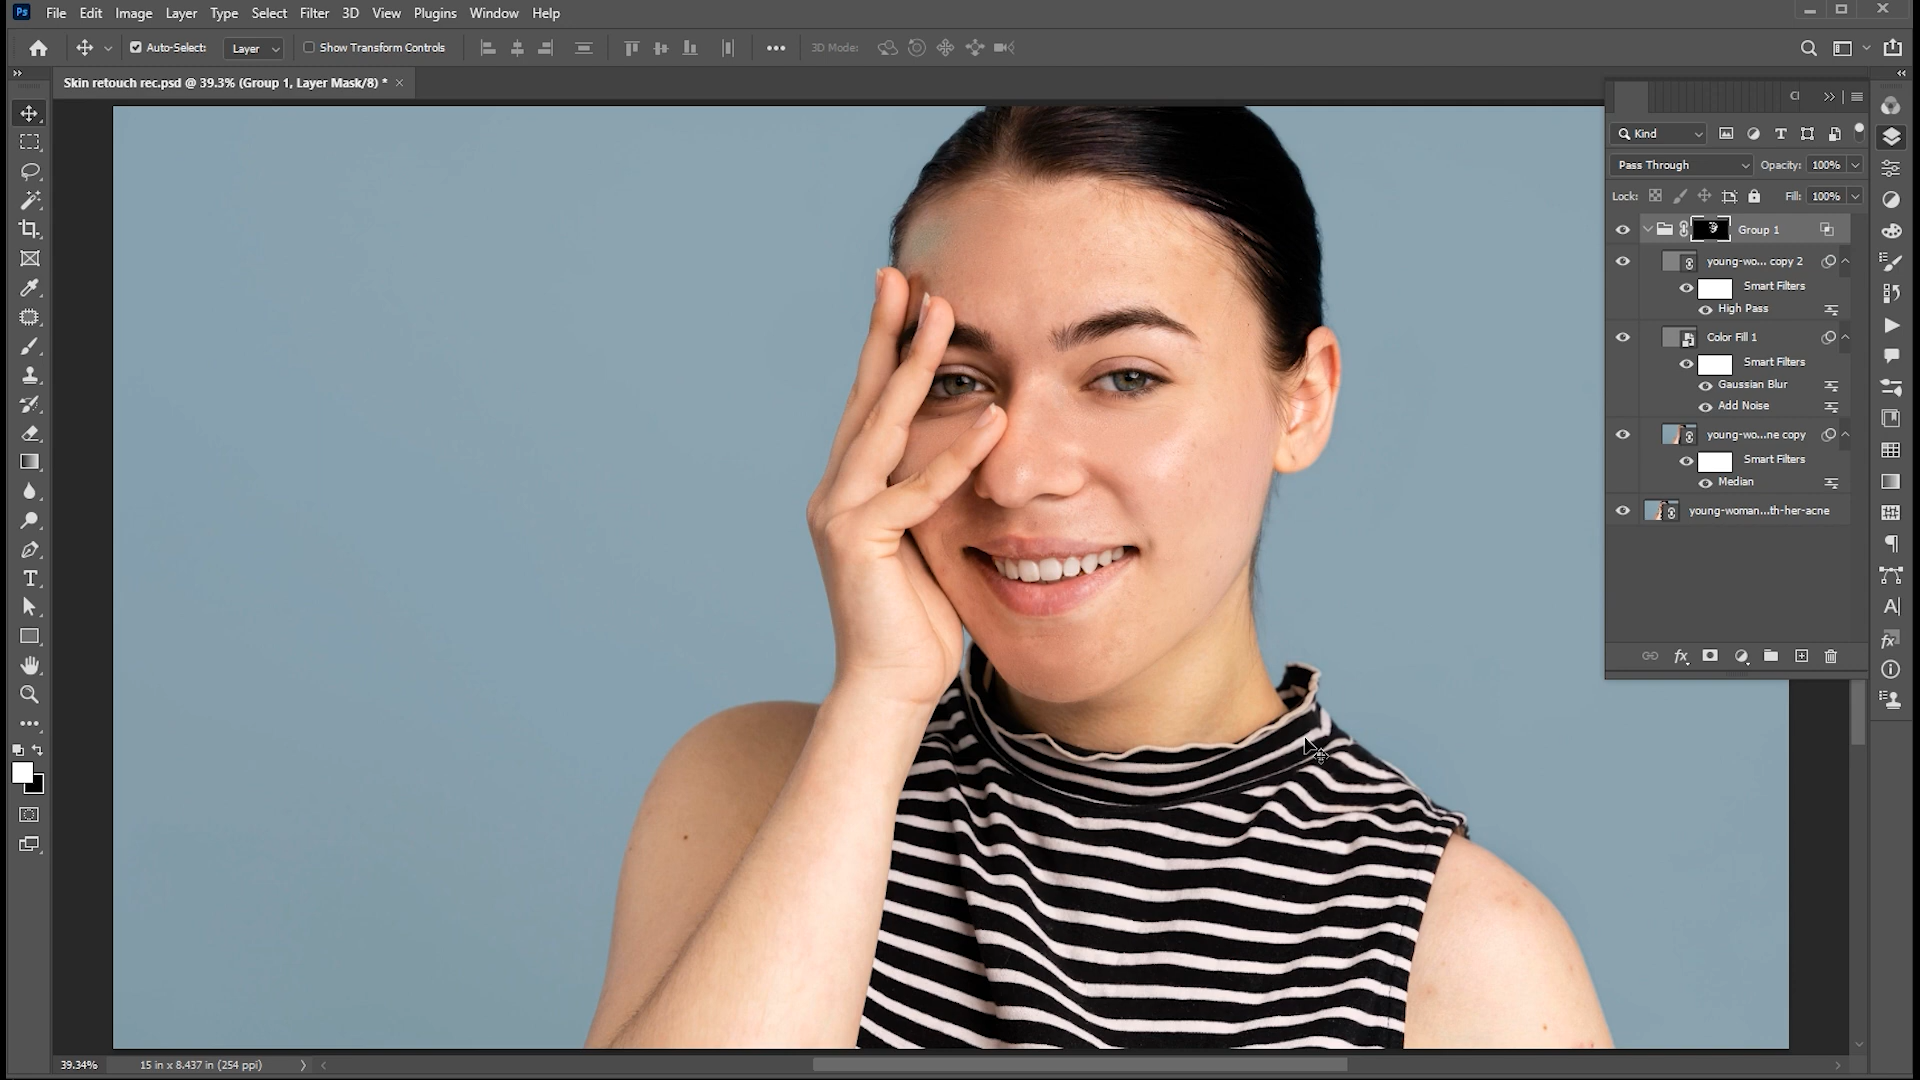 Ps File Edit Image Layer Type Select Filter 3D View Plugins Window Help
Auto-Select: Layer Show Transform Controls 3D Mode:
Skin retouch rec.psd @ 39.3% (Group 1, Layer Mask/8) *
Kind
Pass Through Opacity: 100%
Lock: Fill: 100%
Group 1
young-wo... copy 2
Smart Filters
High Pass
Color Fill 1
Smart Filters
Gaussian Blur
Add Noise
young-wo...ne copy
Smart Filters
Median
young-woman...th-her-acne
39.34% 15 in x 8.437 in (254 ppi)